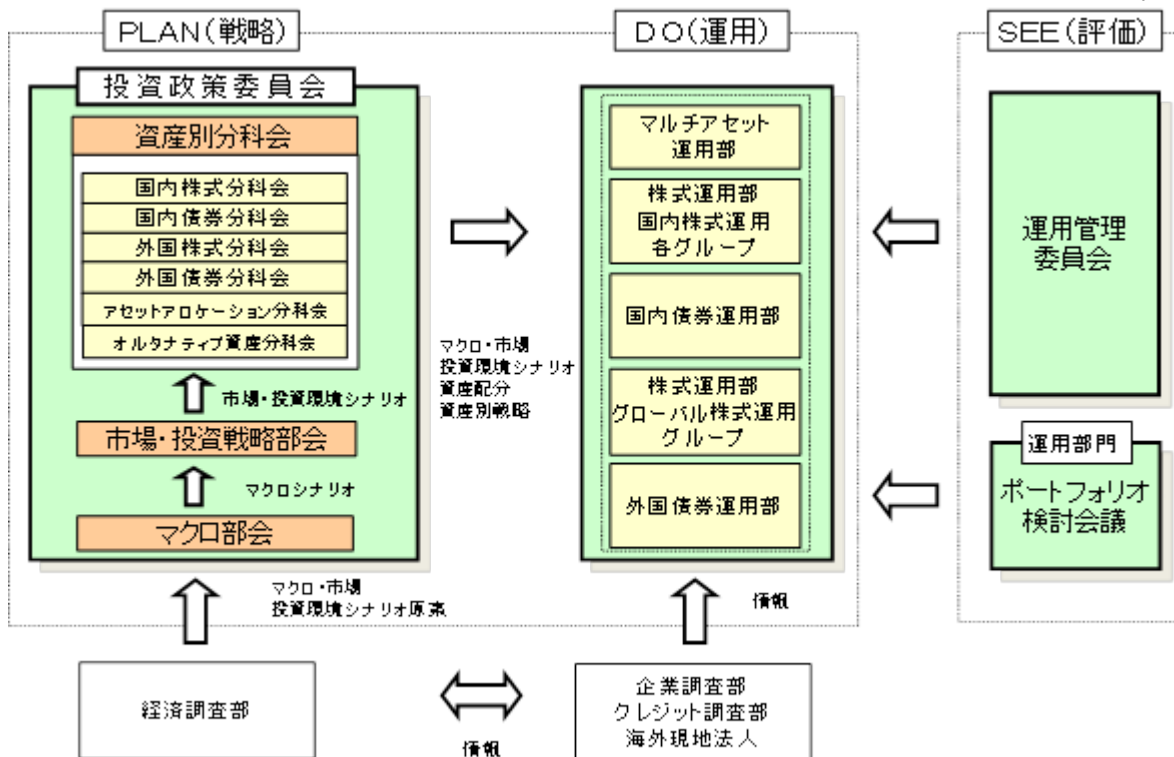 PLAN(戦略)
投資政策委員会
資産別分科会
国内株式分科会
国内債券分科会
外国株式分科会
外国債券分科会
アセットアロケーション分科会
オルタナティブ資産分科会
市場・投資環境シナリオ
市場・投資戦略部会
マクロシナリオ
マクロ部会
マクロ・市場
投資環境シナリオ原案
経済調査部
マクロ・市場
投資環境シナリオ
資産配分
資産別戦略
DO(運用)
マルチアセット
運用部
株式運用部
国内株式運用
各グループ
国内債券運用部
株式運用部
グローバル株式運用
グループ
外国債券運用部
情報
企業調査部
クレジット調査部
海外現地法人
情報
SEE(評価)
運用管理
委員会
運用部門
ポートフォリオ
検討会議